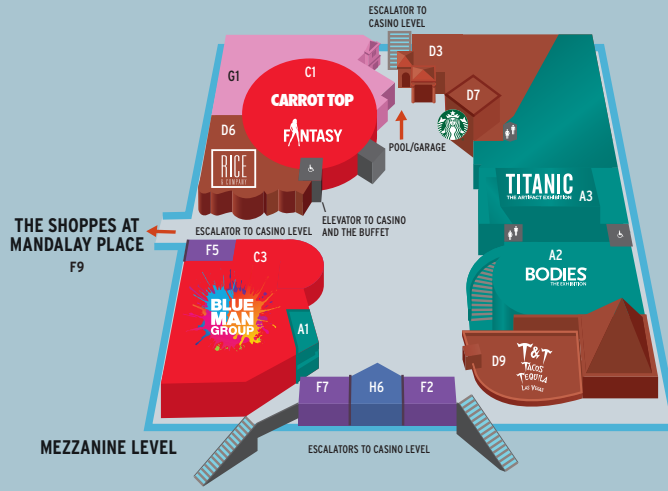 ESCALATOR TO
CASINO LEVEL
D3
G1
C1
CARROT TOP
FANTASY
D7
D6
RICE
& COMPANY
POOL/GARAGE
TITANIC
THE ARTIFACT EXHIBITION
A3
ELEVATOR TO CASINO
AND THE BUFFET
THE SHOPPES AT
MANDALAY PLACE
F9
ESCALATOR TO CASINO LEVEL
F5
C3
A2
BODIES
THE EXHIBITION
BLUE
MAN
GROUP
A1
D9
T&T
TACOS
TEQUILA
LAS VEGAS
F7
H6
F2
MEZZANINE LEVEL
ESCALATORS TO CASINO LEVEL